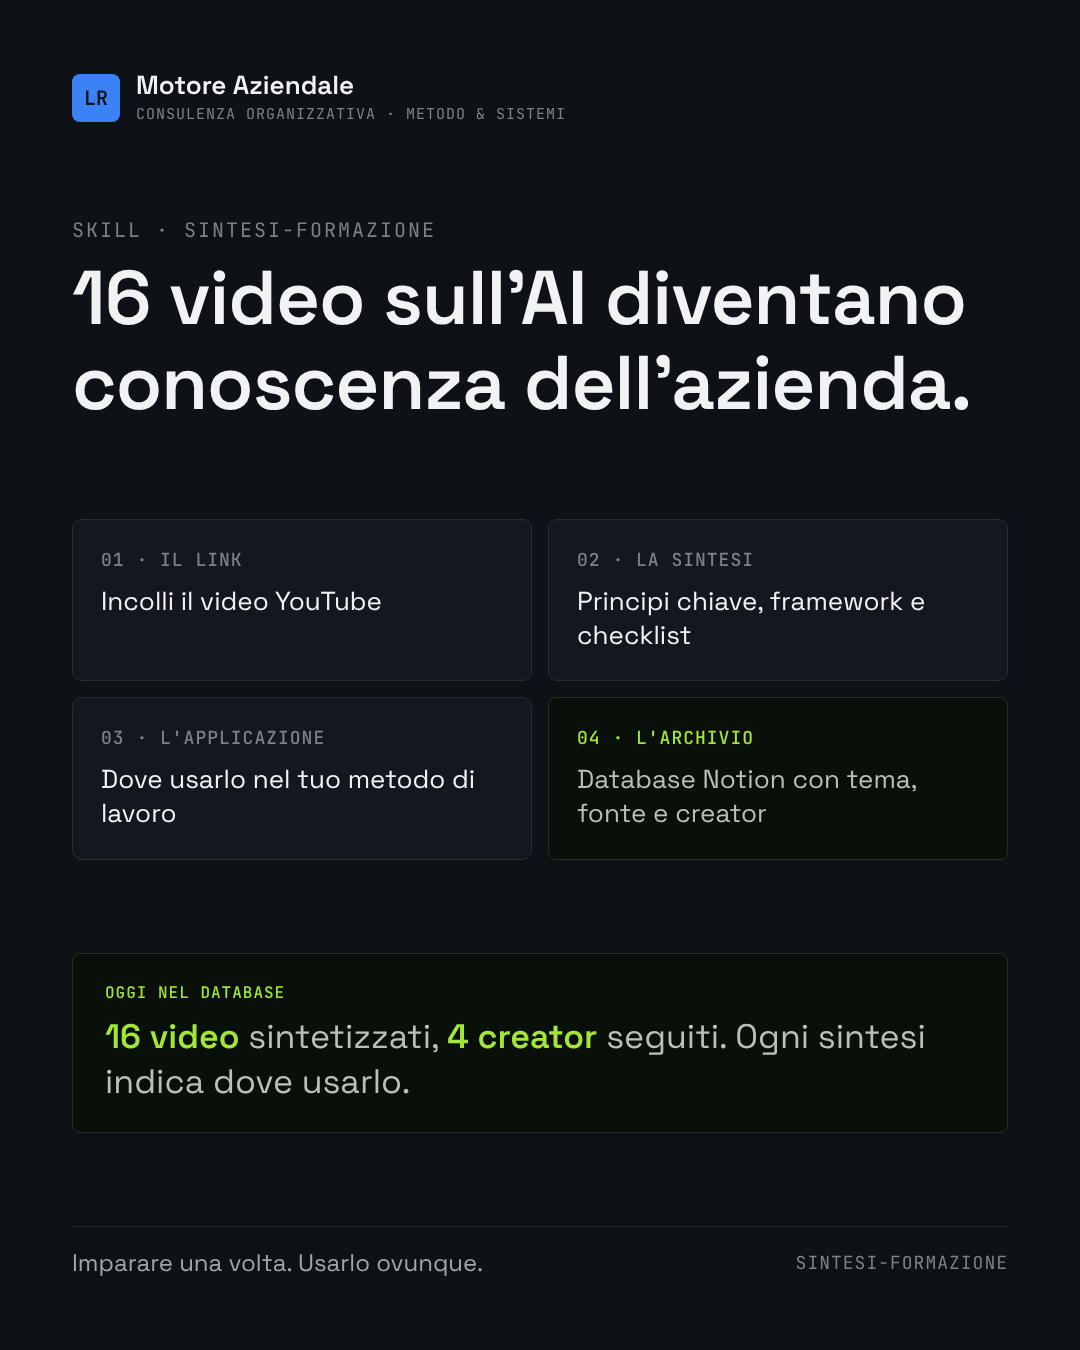 LR
Motore Aziendale
CONSULENZA ORGANIZZATIVA · METODO & SISTEMI
SKILL · SINTESI-FORMAZIONE
16 video sull’AI diventano
conoscenza dell’azienda.
01 · IL LINK
Incolli il video YouTube
02 · LA SINTESI
Principi chiave, framework e
checklist
03 · L'APPLICAZIONE
Dove usarlo nel tuo metodo di
lavoro
04 · L'ARCHIVIO
Database Notion con tema,
fonte e creator
OGGI NEL DATABASE
16 video sintetizzati, 4 creator seguiti. Ogni sintesi
indica dove usarlo.
Imparare una volta. Usarlo ovunque.
SINTESI-FORMAZIONE